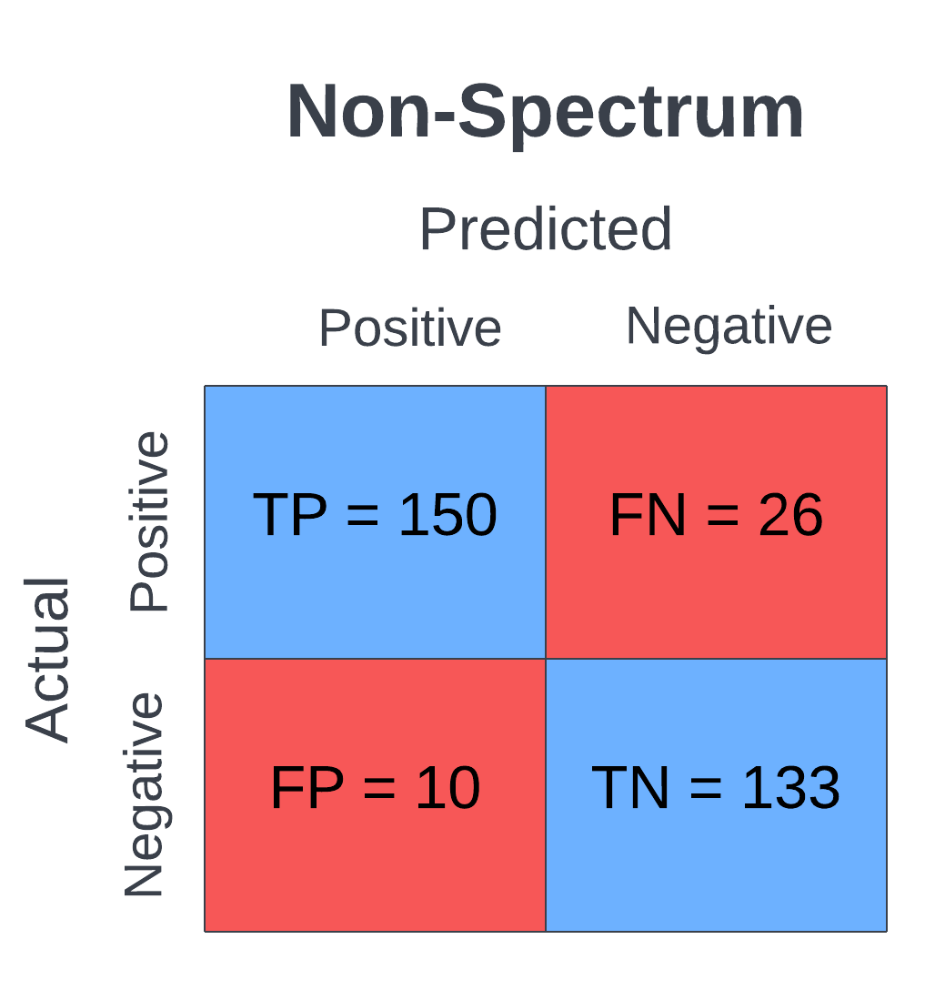 Non-Spectrum
Predicted
Positive Negative
Actual
Positive
TP = 150 FN = 26
Negative
FP = 10 TN = 133